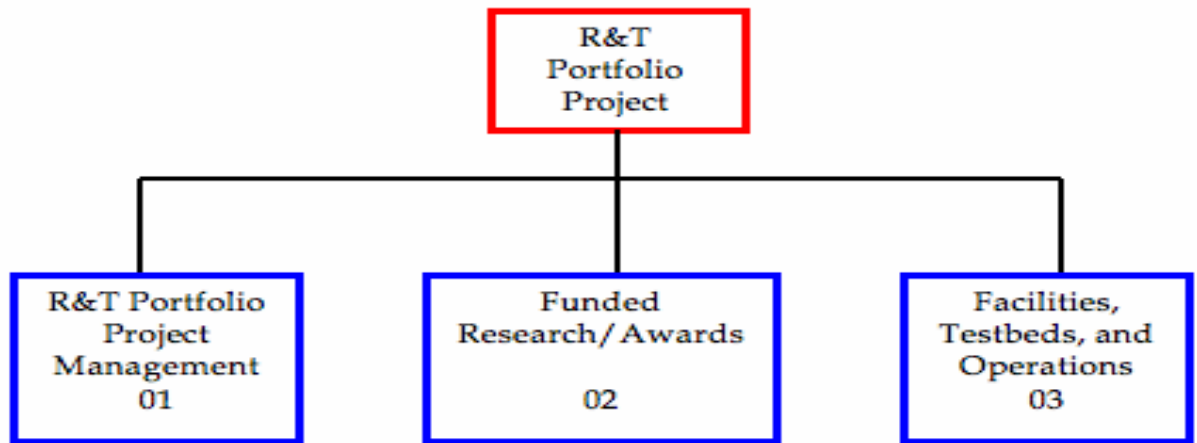 R&T
Portfolio
Project
R&T Portfolio
Project
Management
01
Funded
Research/Awards
02
Facilities,
Testbeds, and
Operations
03